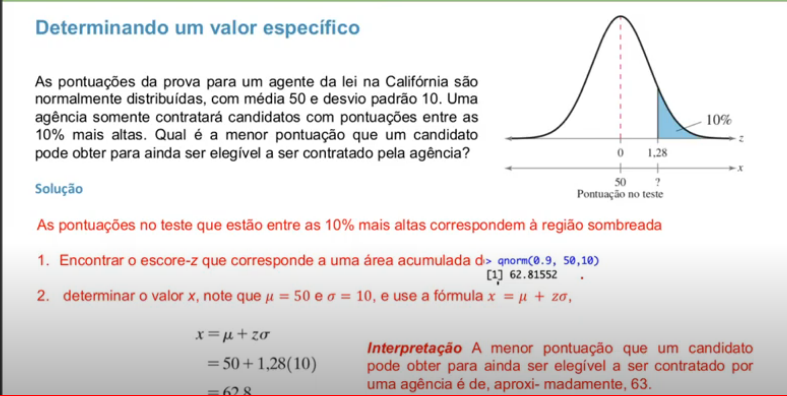 Determinando um valor específico
As pontuações da prova para um agente da lei na Califórnia são
normalmente distribuídas, com média 50 e desvio padrão 10. Uma
agência somente contratará candidatos com pontuações entre as
10% mais altas. Qual é a menor pontuação que um candidato
pode obter para ainda ser elegível a ser contratado pela agência?
10%
z
0 1,28
x
50 ?
Pontuação no teste
Solução
As pontuações no teste que estão entre as 10% mais altas correspondem à região sombreada
1. Encontrar o escore-z que corresponde a uma área acumulada d
> qnorm(0.9, 50,10)
[1] 62.81552
2. determinar o valor x, note que μ = 50 e σ = 10, e use a fórmula x = μ + zσ,
x = μ + zσ
= 50 + 1,28(10)
= 62,8
Interpretação A menor pontuação que um candidato
pode obter para ainda ser elegível a ser contratado por
uma agência é de, aproxi- madamente, 63.